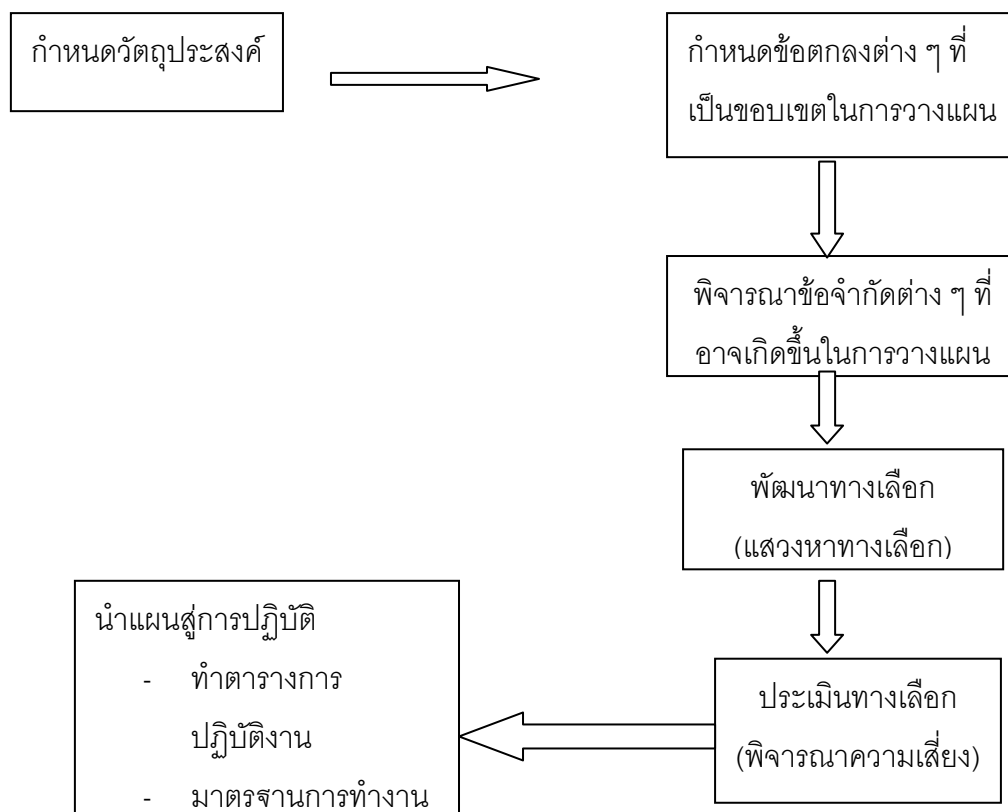 กำหนดวัตถุประสงค์
กำหนดข้อตกลงต่าง ๆ ที่
เป็นขอบเขตในการวางแผน
พิจารณาข้อจำกัดต่าง ๆ ที่
อาจเกิดขึ้นในการวางแผน
พัฒนาทางเลือก
(แสวงหาทางเลือก)
ประเมินทางเลือก
(พิจารณาความเสี่ยง)
นำแผนสู่การปฏิบัติ
- ทำตารางการ
ปฏิบัติงาน
- มาตรฐานการทำงาน